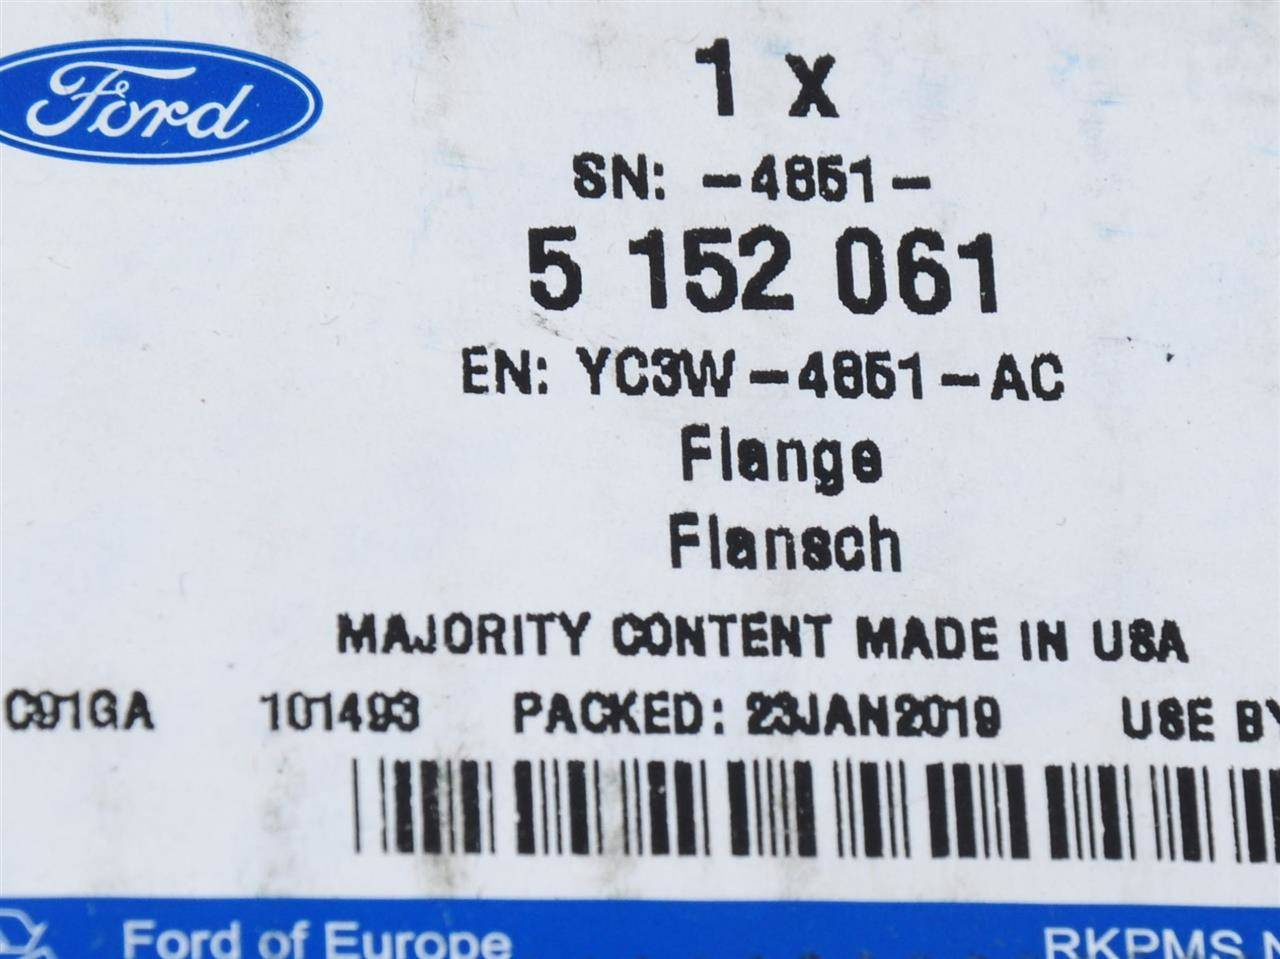 Ford
1 x
SN: -4851-
5 152 061
EN: YC3W-4851-AC
Flange
Flansch
MAJORITY CONTENT MADE IN USA
C91GA 101493 PACKED: 23JAN2019 USE BY
Ford of Europe RKPMS N